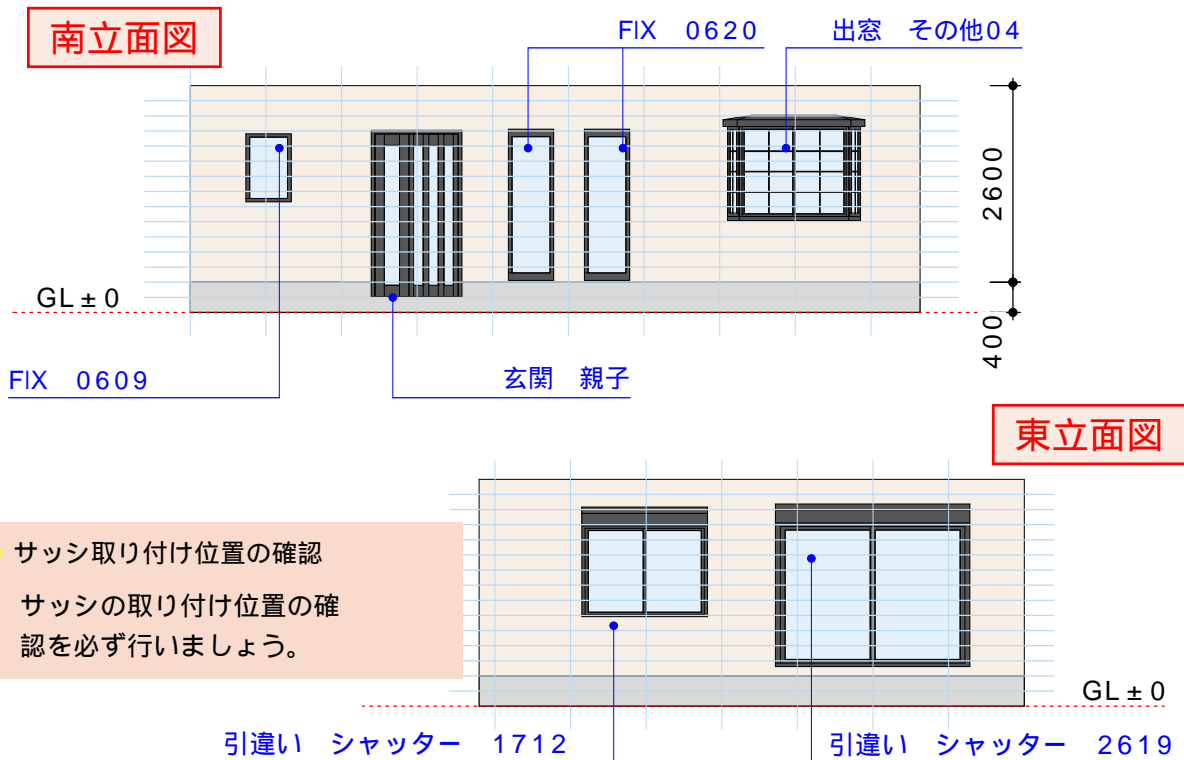 南立面図
FIX 0620
出窓 その他04
2600
GL±0
400
FIX 0609
玄関 親子
東立面図
サッシ取り付け位置の確認
サッシの取り付け位置の確
認を必ず行いましょう。
GL±0
引違い シャッター 1712
引違い シャッター 2619